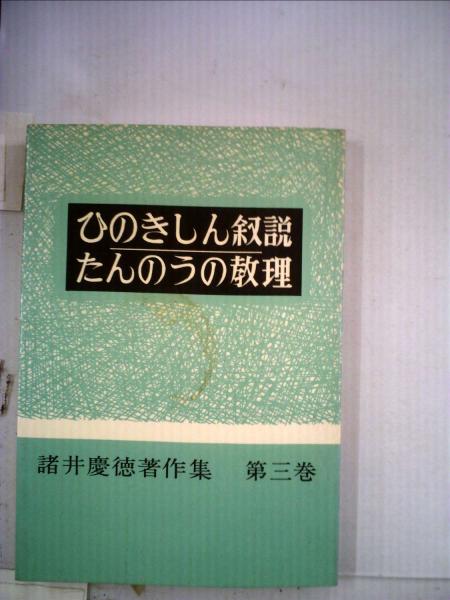 ひのきしん叙説
たんのうの教理
諸井慶徳著作集　第三巻